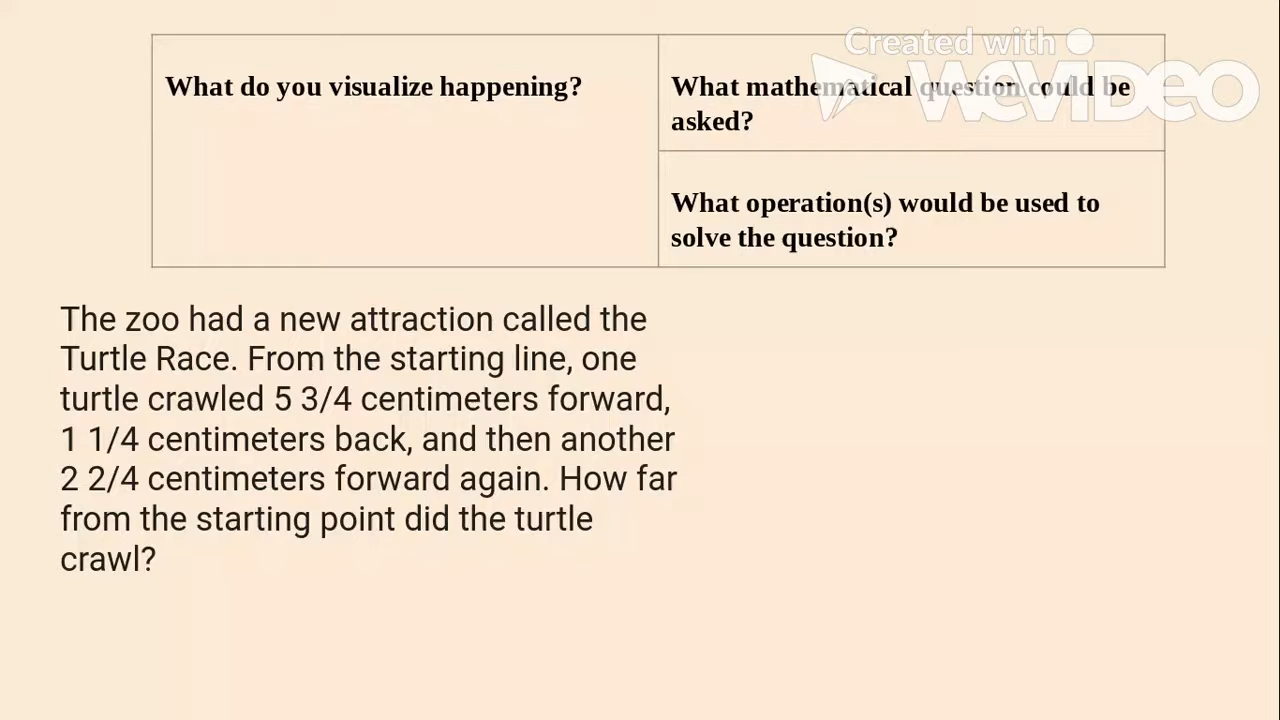 Created with
WEVIDEO
What do you visualize happening?
What mathematical question could be
asked?
What operation(s) would be used to
solve the question?
The zoo had a new attraction called the
Turtle Race. From the starting line, one
turtle crawled 5 3/4 centimeters forward,
1 1/4 centimeters back, and then another
2 2/4 centimeters forward again. How far
from the starting point did the turtle
crawl?